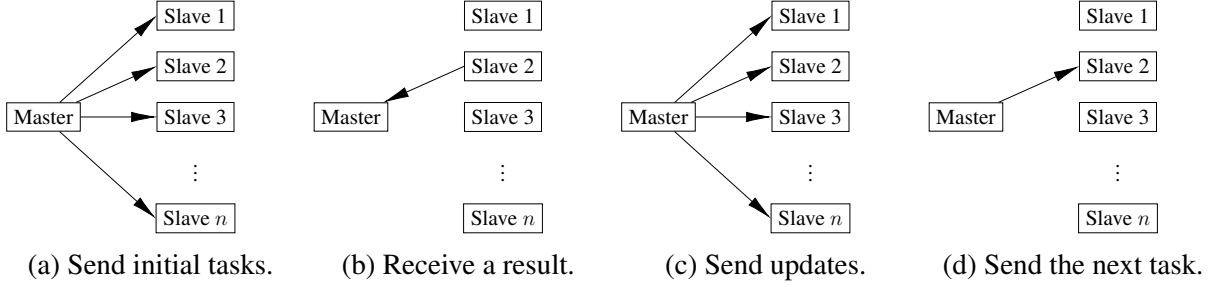 Slave 1
Slave 2
Master
Slave 3
⋮
Slave n
(a) Send initial tasks.
Slave 1
Slave 2
Master
Slave 3
⋮
Slave n
(b) Receive a result.
Slave 1
Slave 2
Master
Slave 3
⋮
Slave n
(c) Send updates.
Slave 1
Slave 2
Master
Slave 3
⋮
Slave n
(d) Send the next task.